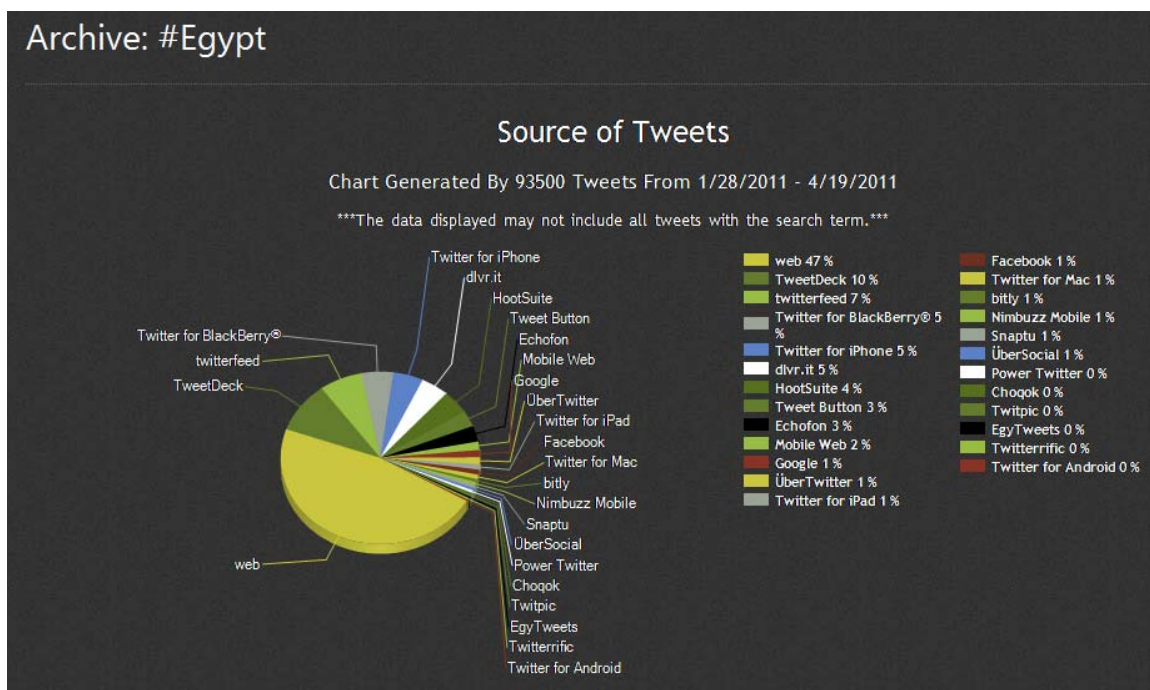 Archive: #Egypt
Source of Tweets
Chart Generated By 93500 Tweets From 1/28/2011 - 4/19/2011
***The data displayed may not include all tweets with the search term.***
Twitter for iPhone
dlvr.it
HootSuite
Tweet Button
Echofon
Mobile Web
Google
ÜberTwitter
Twitter for iPad
Facebook
Twitter for Mac
bitly
Nimbuzz Mobile
Snaptu
ÜberSocial
Power Twitter
Choqok
Twitpic
EgyTweets
Twitterrific
Twitter for Android
Twitter for BlackBerry®
twitterfeed
TweetDeck
web
web 47 %
TweetDeck 10 %
twitterfeed 7 %
Twitter for BlackBerry® 5
%
Twitter for iPhone 5 %
dlvr.it 5 %
HootSuite 4 %
Tweet Button 3 %
Echofon 3 %
Mobile Web 2 %
Google 1 %
ÜberTwitter 1 %
Twitter for iPad 1 %
Facebook 1 %
Twitter for Mac 1 %
bitly 1 %
Nimbuzz Mobile 1 %
Snaptu 1 %
ÜberSocial 1 %
Power Twitter 0 %
Choqok 0 %
Twitpic 0 %
EgyTweets 0 %
Twitterrific 0 %
Twitter for Android 0 %